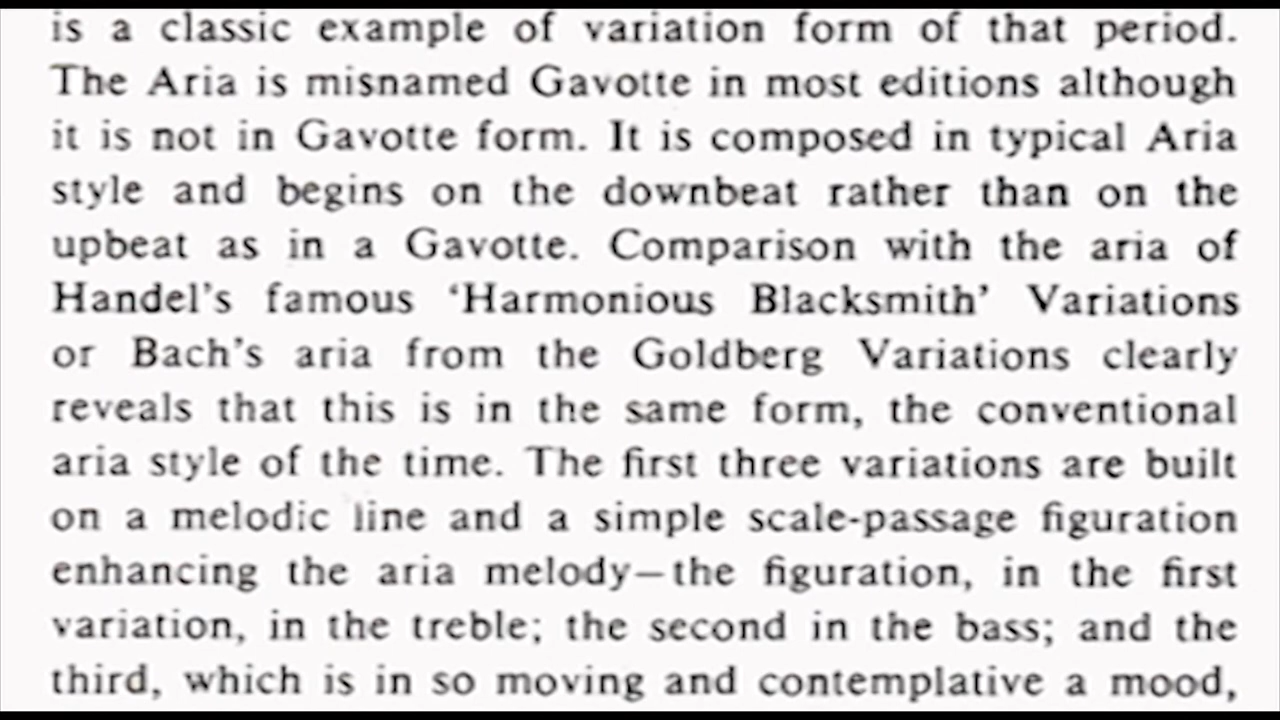 is a classic example of variation form of that period.
The Aria is misnamed Gavotte in most editions although
it is not in Gavotte form. It is composed in typical Aria
style and begins on the downbeat rather than on the
upbeat as in a Gavotte. Comparison with the aria of
Handel's famous ‘Harmonious Blacksmith’ Variations
or Bach's aria from the Goldberg Variations clearly
reveals that this is in the same form, the conventional
aria style of the time. The first three variations are built
on a melodic line and a simple scale-passage figuration
enhancing the aria melody—the figuration, in the first
variation, in the treble; the second in the bass; and the
third, which is in so moving and contemplative a mood,